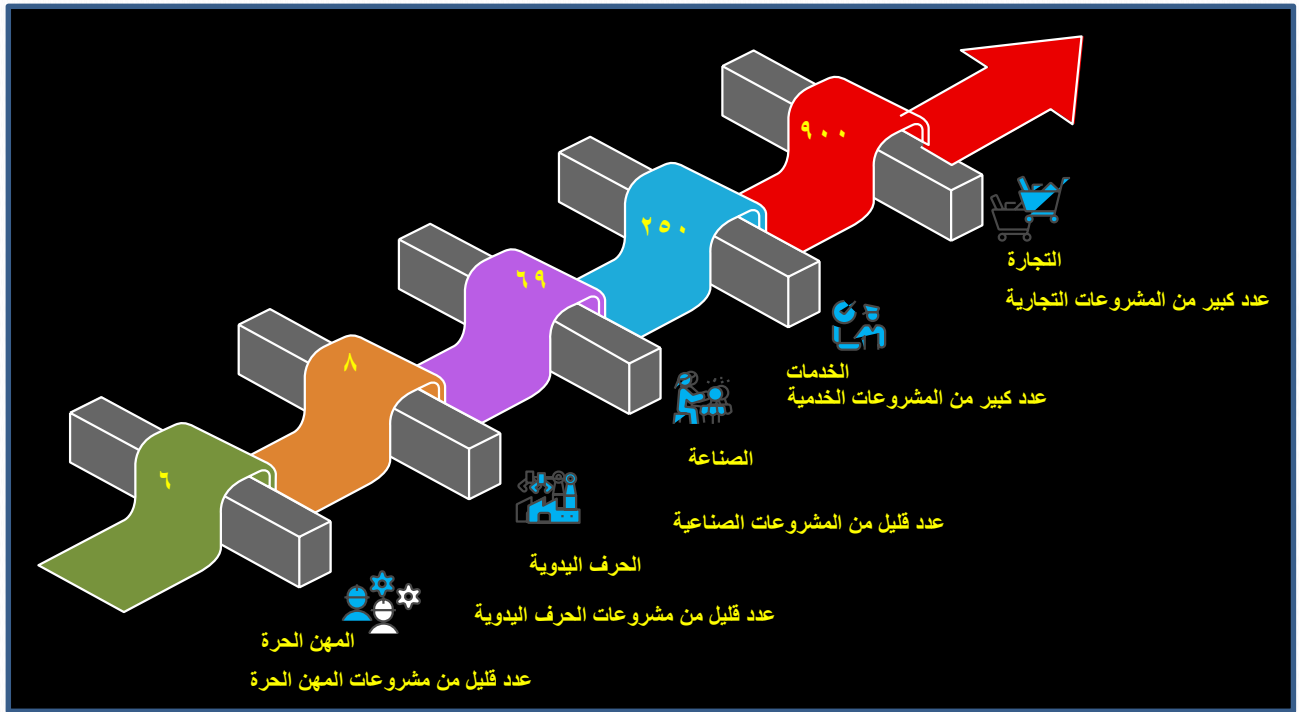 ٩٠٠
التجارة
عدد كبير من المشروعات التجارية
٢٥٠
الخدمات
عدد كبير من المشروعات الخدمية
٦٩
الصناعة
عدد قليل من المشروعات الصناعية
٨
الحرف اليدوية
عدد قليل من مشروعات الحرف اليدوية
٦
المهن الحرة
عدد قليل من مشروعات المهن الحرة